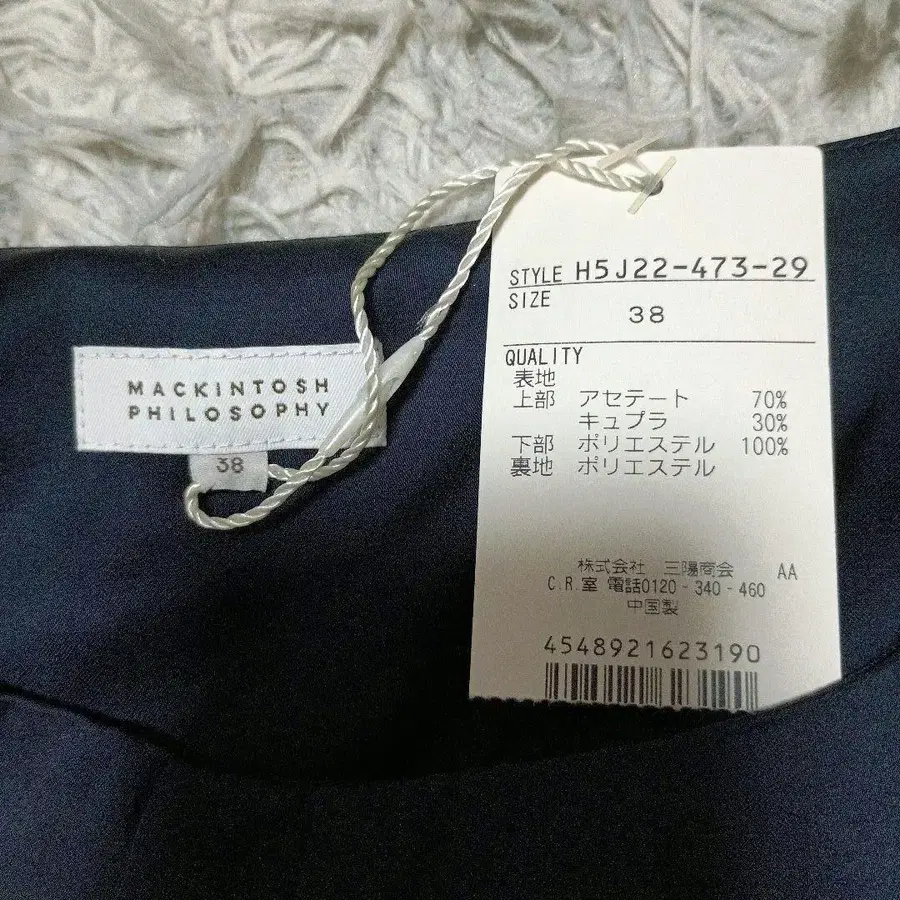 MACKINTOSH
PHILOSOPHY
38
STYLE H5J22-473-29
SIZE
38
QUALITY
表地
上部 アセテート 70%
キュプラ 30%
下部 ポリエステル 100%
裏地 ポリエステル
株式会社 三陽商会 AA
C.R.室 電話0120-340-460
中国製
4548921623190